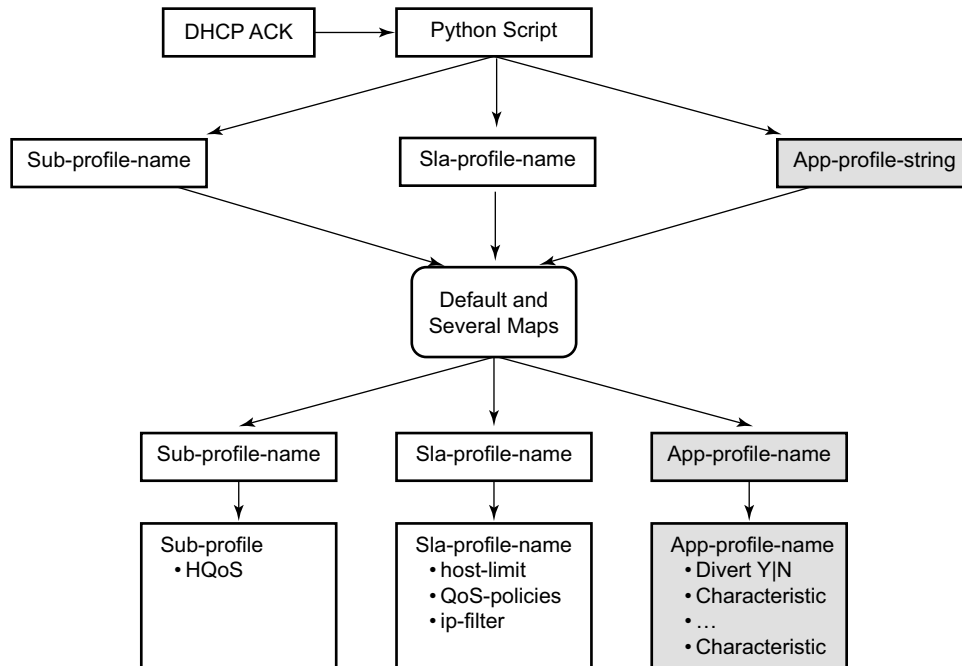 DHCP ACK
Python Script
Sub-profile-name
Sla-profile-name
App-profile-string
Default and
Several Maps
Sub-profile-name
Sla-profile-name
App-profile-name
Sub-profile
• HQoS
Sla-profile-name
• host-limit
• QoS-policies
• ip-filter
App-profile-name
• Divert Y|N
• Characteristic
• …
• Characteristic